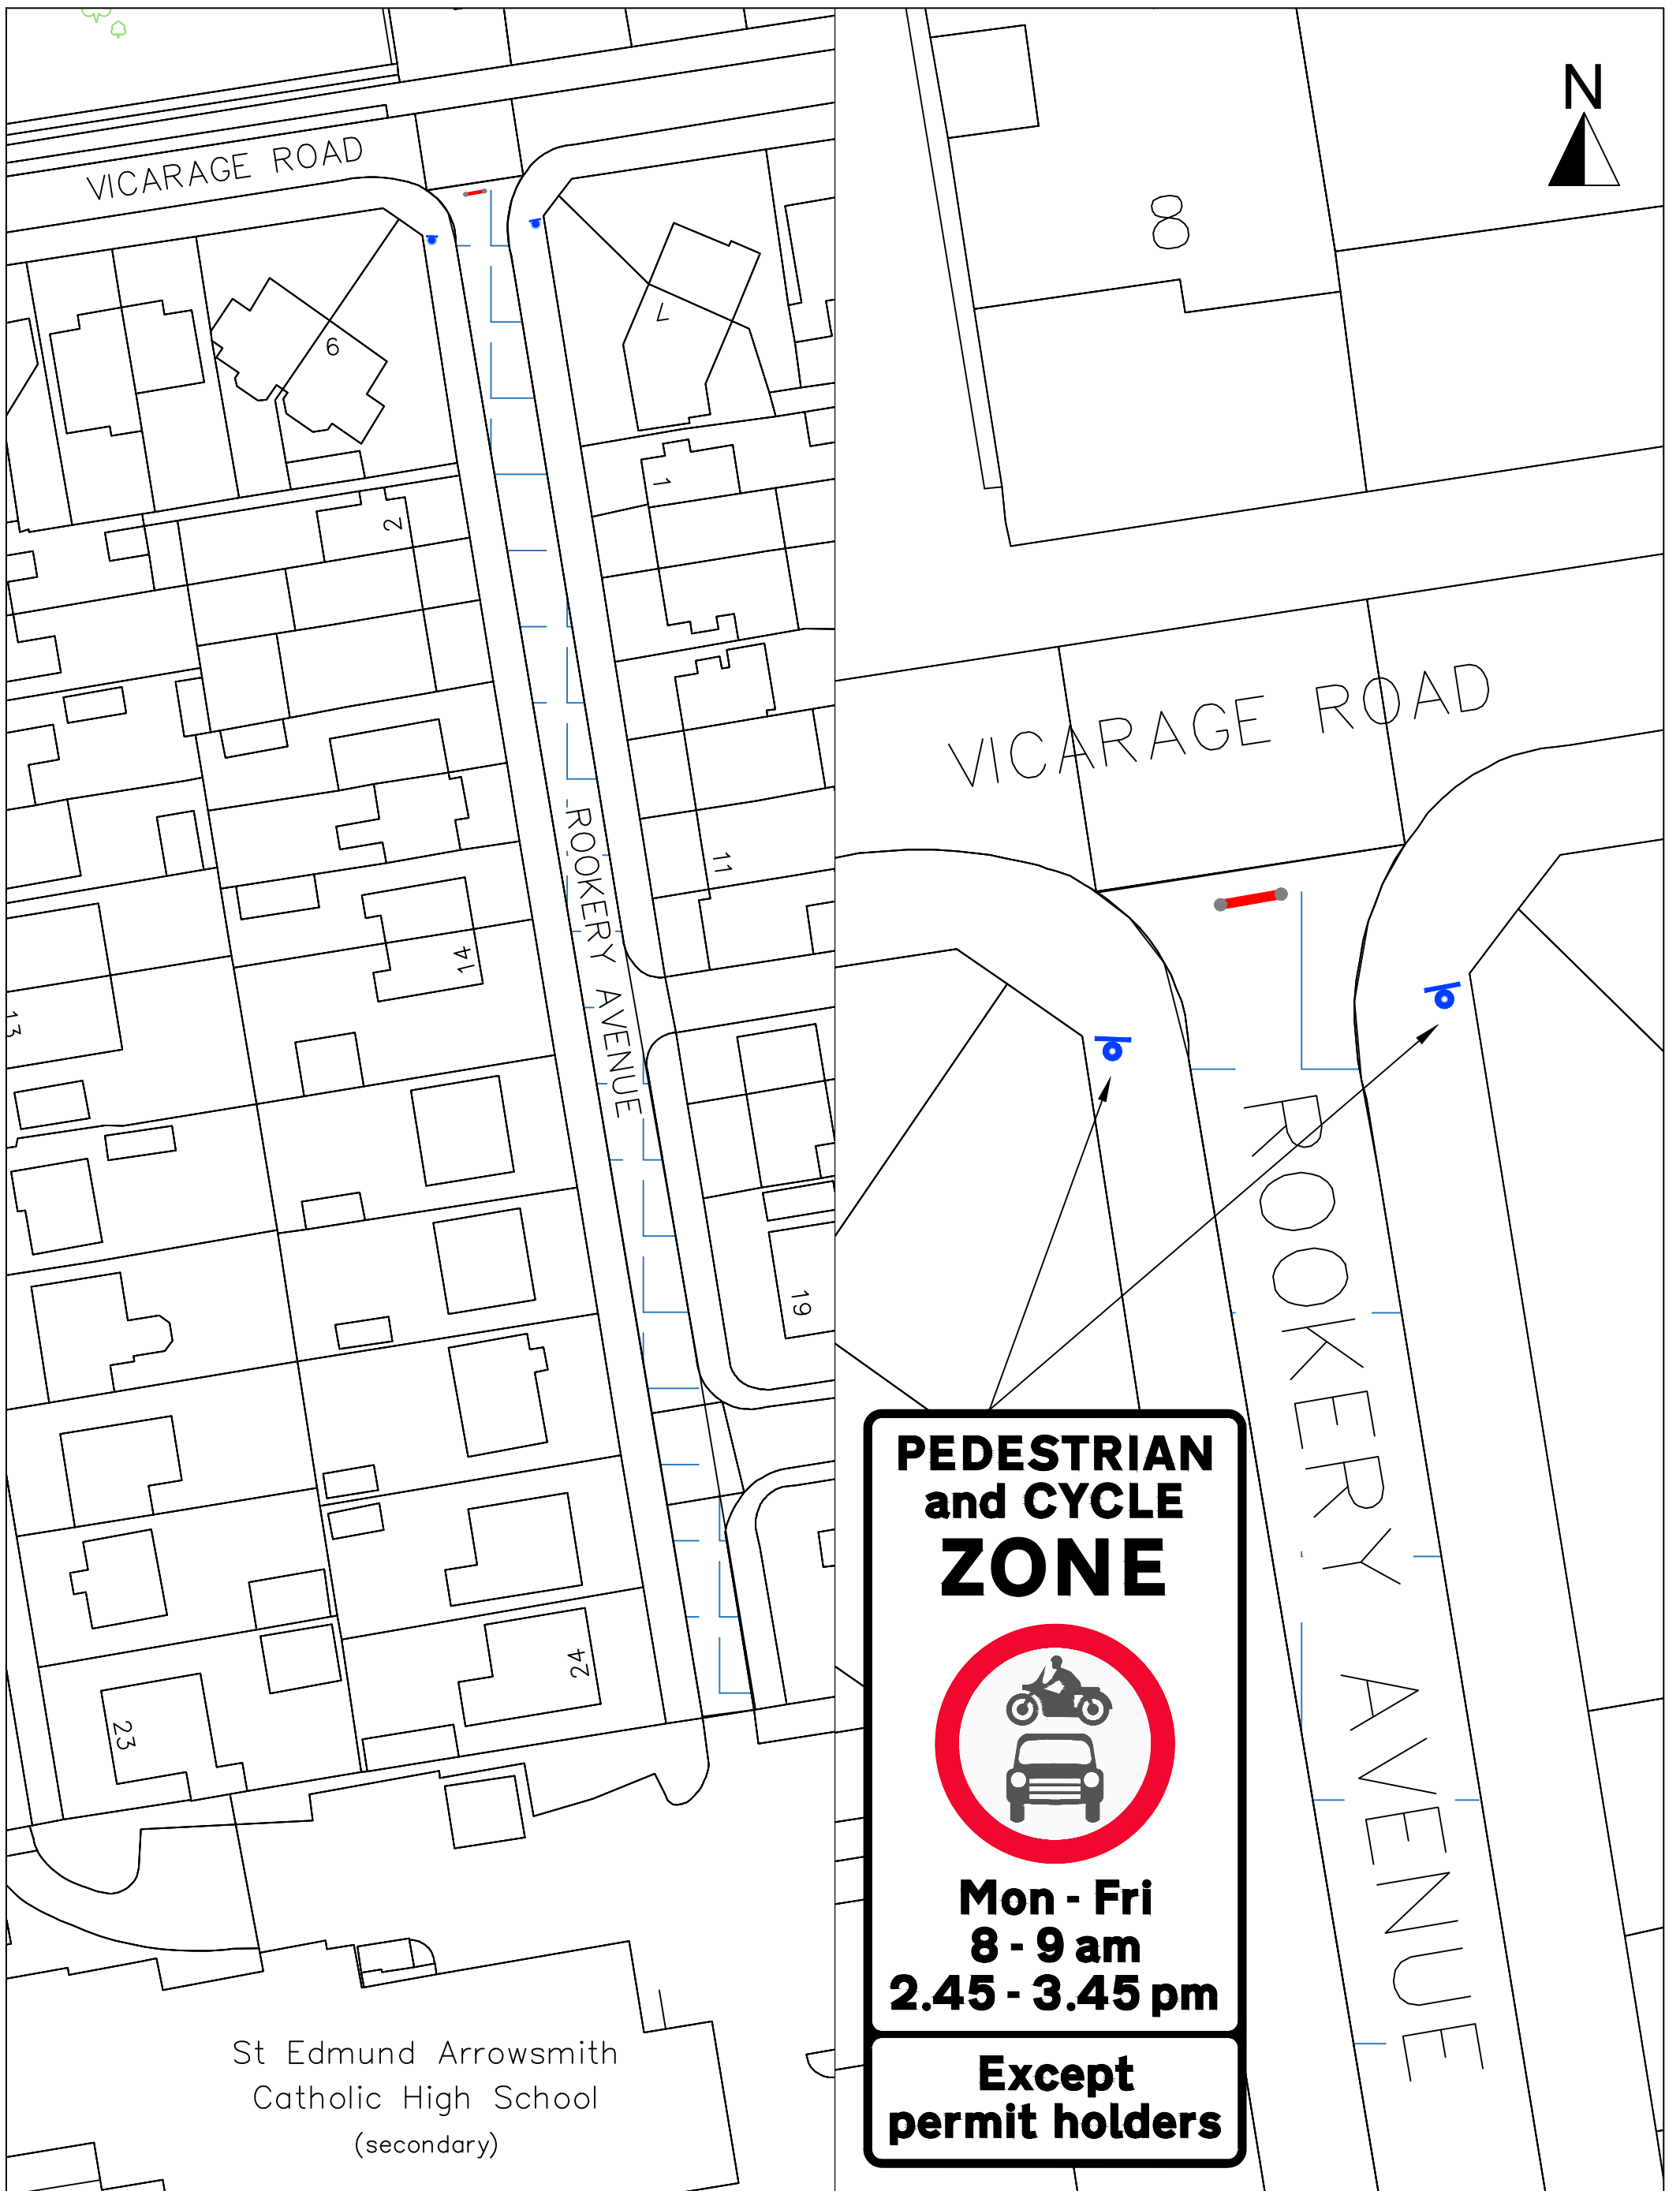 VICARAGE ROAD
6
7
2
1
11
14
13
ROOKERY AVENUE
19
24
23
St Edmund Arrowsmith
Catholic High School
(secondary)
N
8
VICARAGE ROAD
ROOKERY AVENUE
PEDESTRIAN
and CYCLE
ZONE
Mon - Fri
8 - 9 am
2.45 - 3.45 pm
Except
permit holders